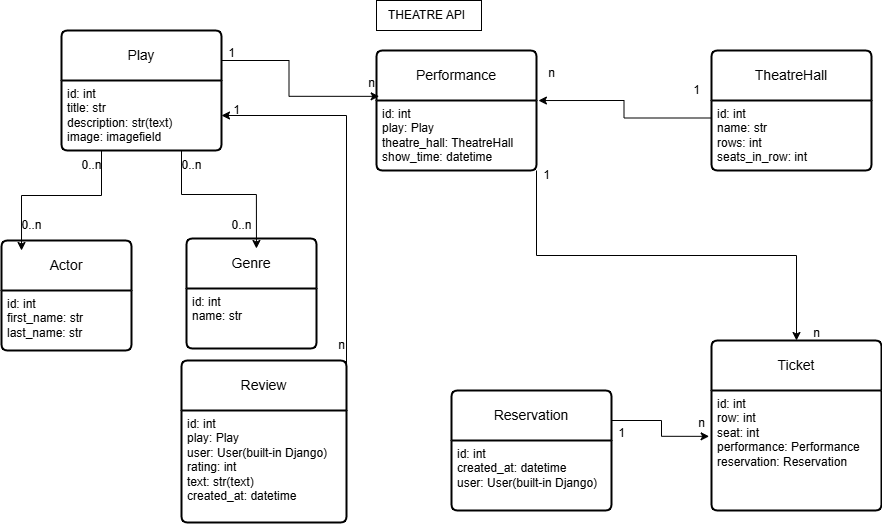 THEATRE API
Play
id: int
title: str
description: str(text)
image: imagefield
1
n
Performance
id: int
play: Play
theatre_hall: TheatreHall
show_time: datetime
n
1
TheatreHall
id: int
name: str
rows: int
seats_in_row: int
1
0..n
0..n
1
0..n
0..n
Actor
id: int
first_name: str
last_name: str
Genre
id: int
name: str
n
Review
id: int
play: Play
user: User(built-in Django)
rating: int
text: str(text)
created_at: datetime
Reservation
id: int
created_at: datetime
user: User(built-in Django)
1
n
n
Ticket
id: int
row: int
seat: int
performance: Performance
reservation: Reservation